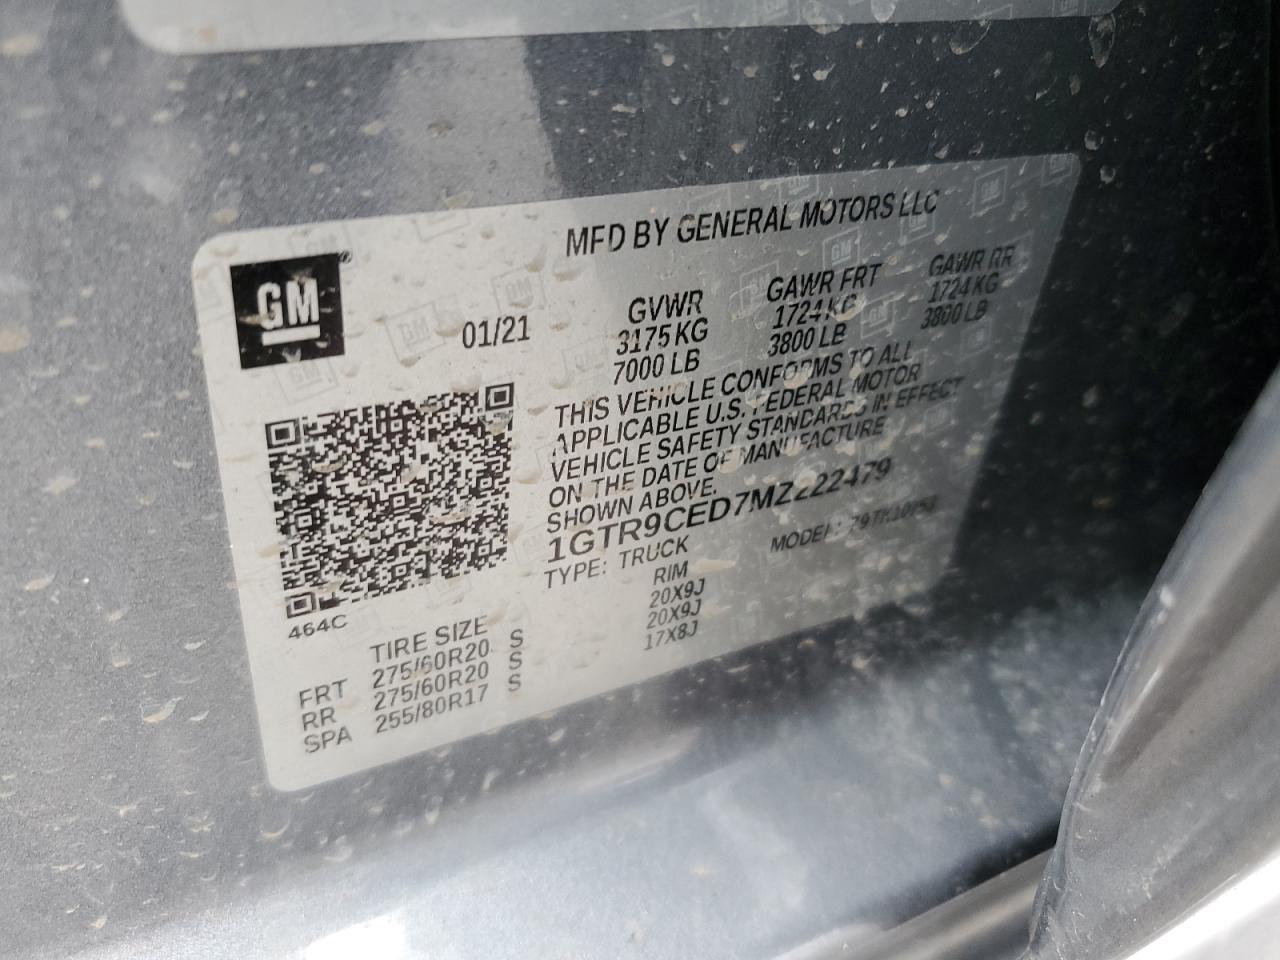 MFD BY GENERAL MOTORS LLC
GM®
01/21
GVWR GAWR FRT GAWR RR
3175 KG 1724 KG 1724 KG
7000 LB 3800 LB 3800 LB
THIS VEHICLE CONFORMS TO ALL
APPLICABLE U.S. FEDERAL MOTOR
VEHICLE SAFETY STANDARDS IN EFFECT
ON THE DATE OF MANUFACTURE
SHOWN ABOVE.
1GTR9CED7MZ222479
TYPE: TRUCK MODEL:
464C
TIRE SIZE RIM
FRT 275/60R20 S 20X9J
RR 275/60R20 S 20X9J
SPA 255/80R17 S 17X8J